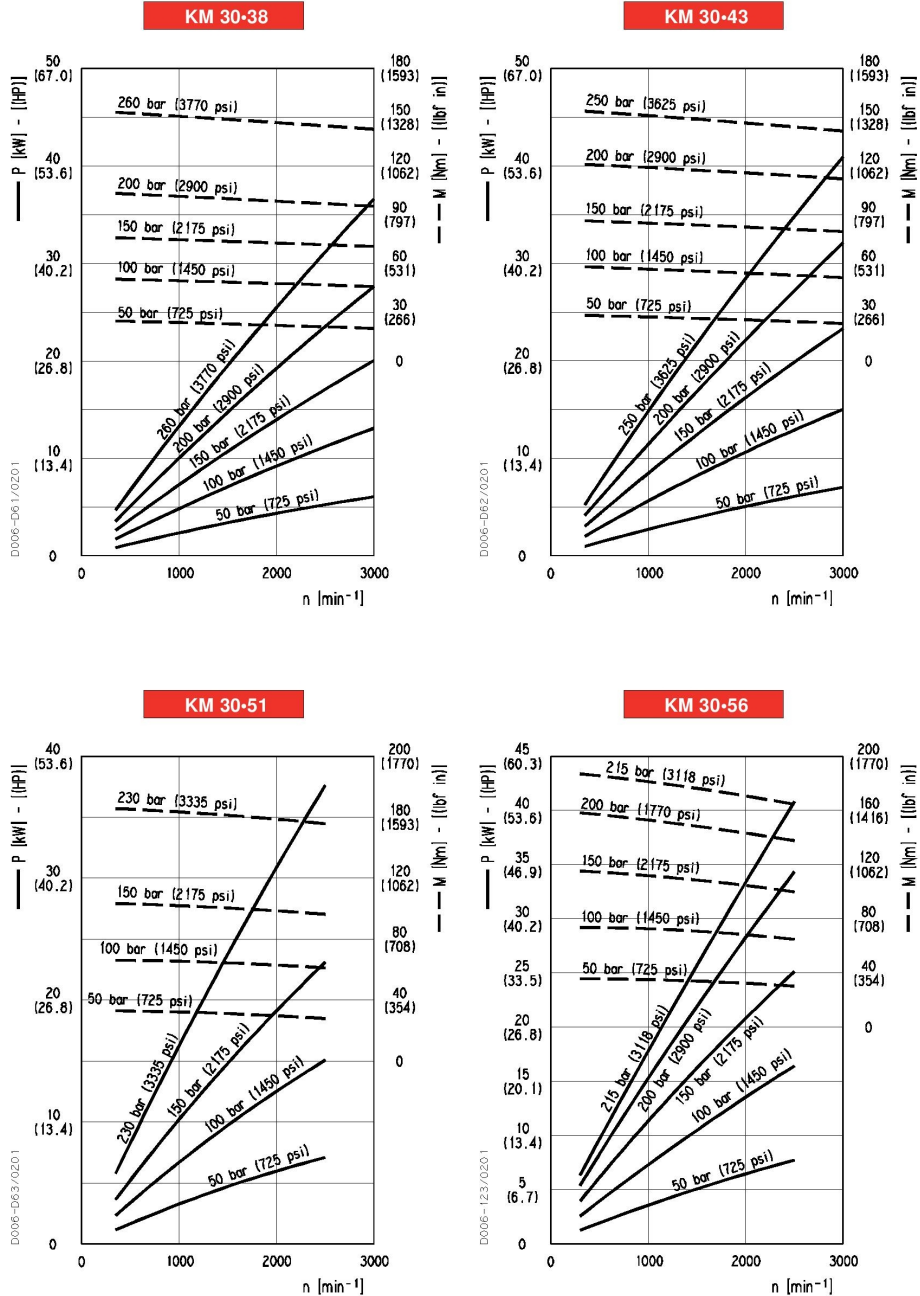 KM 30•38
50
(67.0)
40
(53.6)
30
(40.2)
20
(26.8)
10
(13.4)
0
P [kW] - [(HP)]
180
(1593)
150
(1328)
120
(1062)
90
(797)
60
(531)
30
(266)
0
M [Nm] - [(lbf in)]
260 bar (3770 psi)
200 bar (2900 psi)
150 bar (2175 psi)
100 bar (1450 psi)
50 bar (725 psi)
260 bar (3770 psi)
200 bar (2900 psi)
150 bar (2175 psi)
100 bar (1450 psi)
50 bar (725 psi)
0 1000 2000 3000
n [min⁻¹]
D006-D61/0201
KM 30•43
50
(67.0)
40
(53.6)
30
(40.2)
20
(26.8)
10
(13.4)
0
P [kW] - [(HP)]
180
(1593)
150
(1328)
120
(1062)
90
(797)
60
(531)
30
(266)
0
M [Nm] - [(lbf in)]
250 bar (3625 psi)
200 bar (2900 psi)
150 bar (2175 psi)
100 bar (1450 psi)
50 bar (725 psi)
250 bar (3625 psi)
200 bar (2900 psi)
150 bar (2175 psi)
100 bar (1450 psi)
50 bar (725 psi)
0 1000 2000 3000
n [min⁻¹]
D006-D62/0201
KM 30•51
40
(53.6)
30
(40.2)
20
(26.8)
10
(13.4)
0
P [kW] - [(HP)]
200
(1770)
180
(1593)
120
(1062)
80
(708)
40
(354)
0
M [Nm] - [(lbf in)]
230 bar (3335 psi)
150 bar (2175 psi)
100 bar (1450 psi)
50 bar (725 psi)
230 bar (3335 psi)
150 bar (2175 psi)
100 bar (1450 psi)
50 bar (725 psi)
0 1000 2000 3000
n [min⁻¹]
D006-D63/0201
KM 30•56
45
(60.3)
40
(53.6)
35
(46.9)
30
(40.2)
25
(33.5)
20
(26.8)
15
(20.1)
10
(13.4)
5
(6.7)
0
P [kW] - [(HP)]
200
(1770)
160
(1416)
120
(1062)
80
(708)
40
(354)
0
M [Nm] - [(lbf in)]
215 bar (3118 psi)
200 bar (1770 psi)
150 bar (2175 psi)
100 bar (1450 psi)
50 bar (725 psi)
215 bar (3118 psi)
200 bar (2900 psi)
150 bar (2175 psi)
100 bar (1450 psi)
50 bar (725 psi)
0 1000 2000 3000
n [min⁻¹]
D006-123/0201